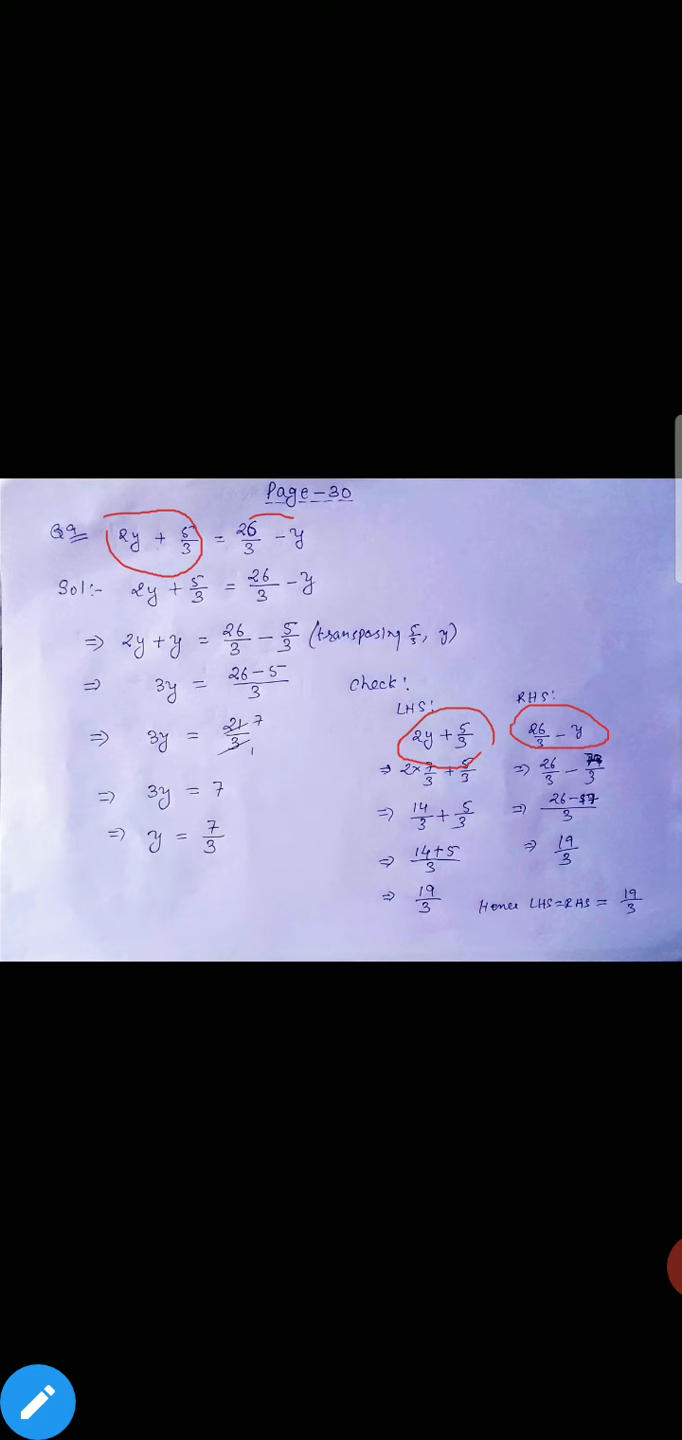 Page-30
Q9 2y + 5/3 = 26/3 - y
Sol:- 2y + 5/3 = 26/3 - y
⇒ 2y + y = 26/3 - 5/3 (transposing 5/3, y)
⇒ 3y = 26-5/3
⇒ 3y = 21/3 7 1
⇒ 3y = 7
⇒ y = 7/3
Check:
LHS:
2y + 5/3
⇒ 2×7/3 + 5/3
⇒ 14/3 + 5/3
⇒ 14+5/3
⇒ 19/3
RHS:
26/3 - y
⇒ 26/3 - 7/3
⇒ 26-7/3
⇒ 19/3
Hence LHS=RHS = 19/3